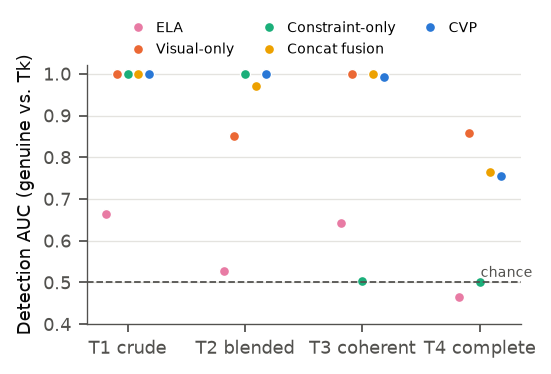 ELA
Visual-only
Constraint-only
Concat fusion
CVP
Detection AUC (genuine vs. Tk)
1.0
0.9
0.8
0.7
0.6
0.5
0.4
chance
T1 crude
T2 blended
T3 coherent
T4 complete